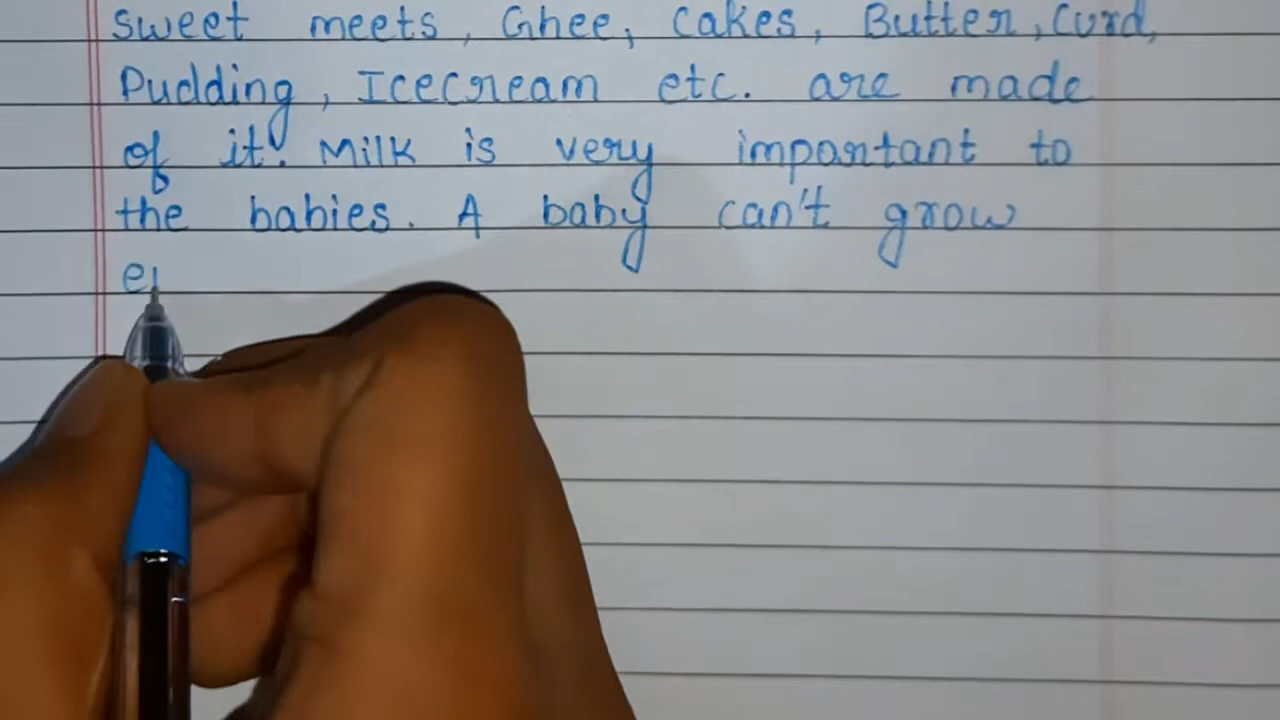 sweet meets, Ghee, cakes, Butter, Curd,
Pudding, Icecream etc. are made
of it. Milk is very important to
the babies. A baby can't grow